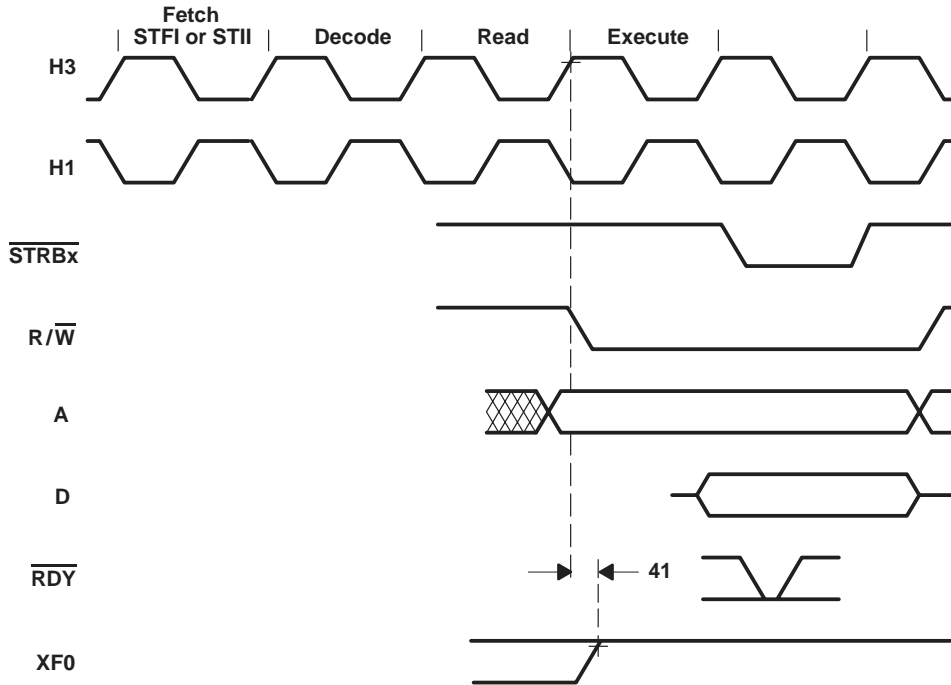 Fetch
STFI or STII
Decode
Read
Execute
H3
H1
STRBx
R/W
A
D
RDY
41
XF0